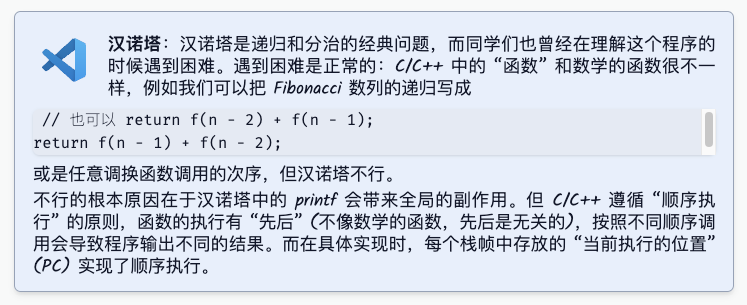 汉诺塔：汉诺塔是递归和分治的经典问题，而同学们也曾经在理解这个程序的
时候遇到困难。遇到困难是正常的：C/C++ 中的 “函数” 和数学的函数很不一
样，例如我们可以把 Fibonacci 数列的递归写成
// 也可以 return f(n - 2) + f(n - 1);
return f(n - 1) + f(n - 2);
或是任意调换函数调用的次序，但汉诺塔不行。
不行的根本原因在于汉诺塔中的 printf 会带来全局的副作用。但 C/C++ 遵循 “顺序执
行” 的原则，函数的执行有 “先后” (不像数学的函数，先后是无关的)，按照不同顺序调
用会导致程序输出不同的结果。而在具体实现时，每个栈帧中存放的 “当前执行的位置”
(PC) 实现了顺序执行。